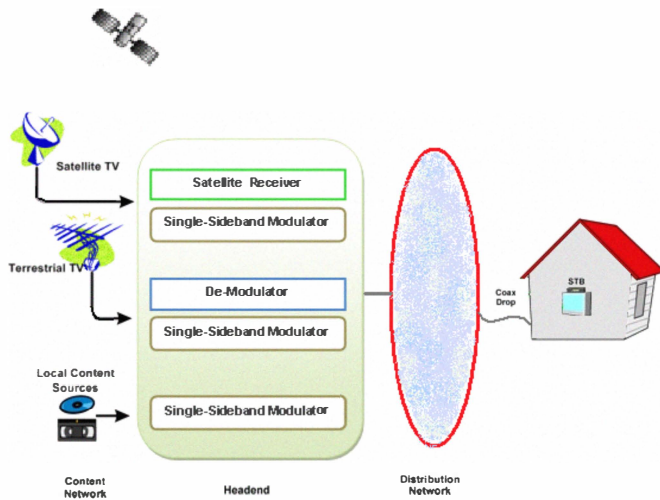 Satellite TV
Satellite Receiver
Single-Sideband Modulator
Terrestrial TV
De-Modulator
Single-Sideband Modulator
Local Content
Sources
Single-Sideband Modulator
STB
Coax
Drop
Content
Network
Headend
Distribution
Network